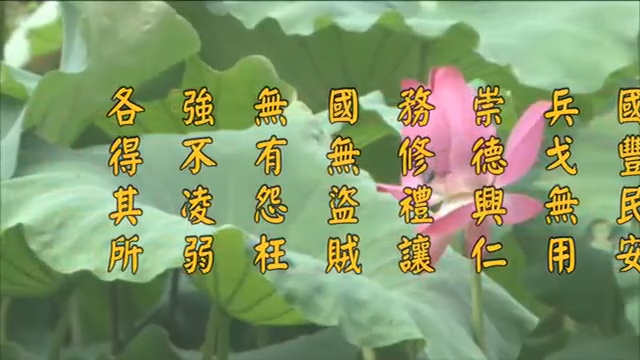 國豐民安
兵戈無用
崇德興仁
務修禮讓
國無盜賊
無有怨枉
強不凌弱
各得其所